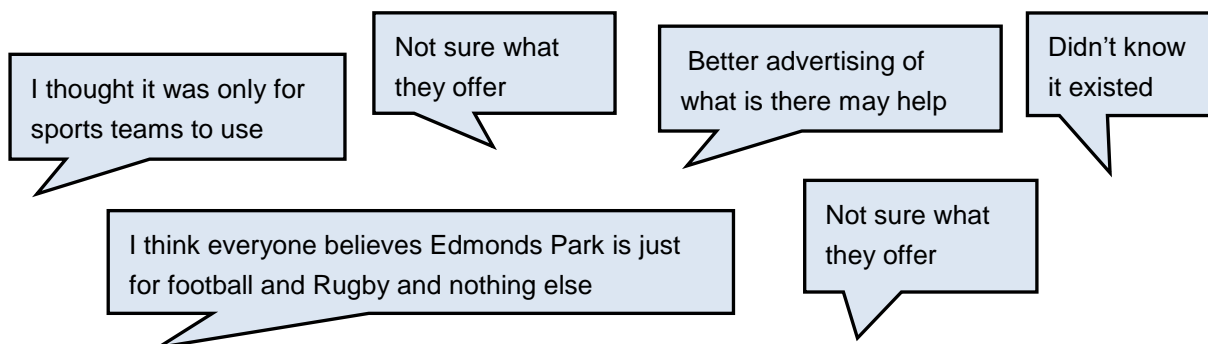 I thought it was only for
sports teams to use
Not sure what
they offer
Better advertising of
what is there may help
Didn’t know
it existed
I think everyone believes Edmonds Park is just
for football and Rugby and nothing else
Not sure what
they offer